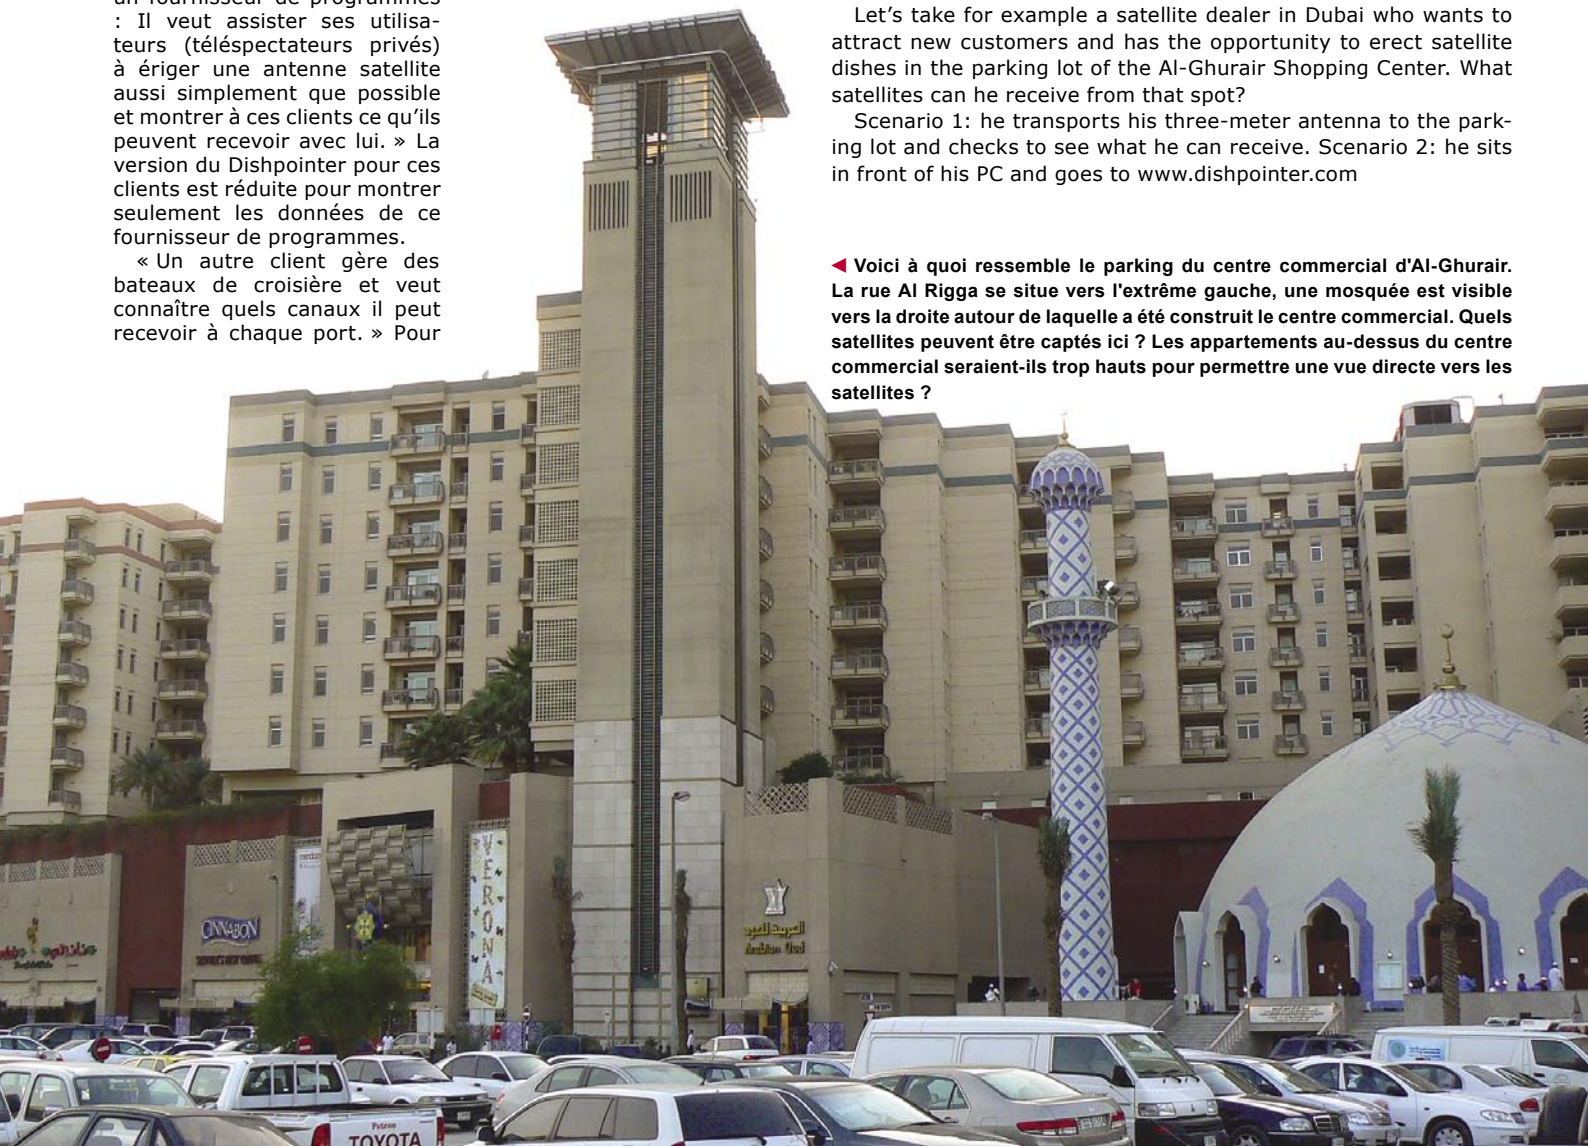 un fournisseur de programmes
: Il veut assister ses utilisa-
teurs (téléspectateurs privés)
à ériger une antenne satellite
aussi simplement que possible
et montrer à ces clients ce qu'ils
peuvent recevoir avec lui. » La
version du Dishpointer pour ces
clients est réduite pour montrer
seulement les données de ce
fournisseur de programmes.
« Un autre client gère des
bateaux de croisière et veut
connaître quels canaux il peut
recevoir à chaque port. » Pour
Let's take for example a satellite dealer in Dubai who wants to
attract new customers and has the opportunity to erect satellite
dishes in the parking lot of the Al-Ghurair Shopping Center. What
satellites can he receive from that spot?
Scenario 1: he transports his three-meter antenna to the park-
ing lot and checks to see what he can receive. Scenario 2: he sits
in front of his PC and goes to www.dishpointer.com
◀ Voici à quoi ressemble le parking du centre commercial d'Al-Ghurair.
La rue Al Rigga se situe vers l'extrême gauche, une mosquée est visible
vers la droite autour de laquelle a été construit le centre commercial. Quels
satellites peuvent être captés ici ? Les appartements au-dessus du centre
commercial seraient-ils trop hauts pour permettre une vue directe vers les
satellites ?
CINNABON
VERONA
العربية للعود
Arabian Oud
TOYOTA